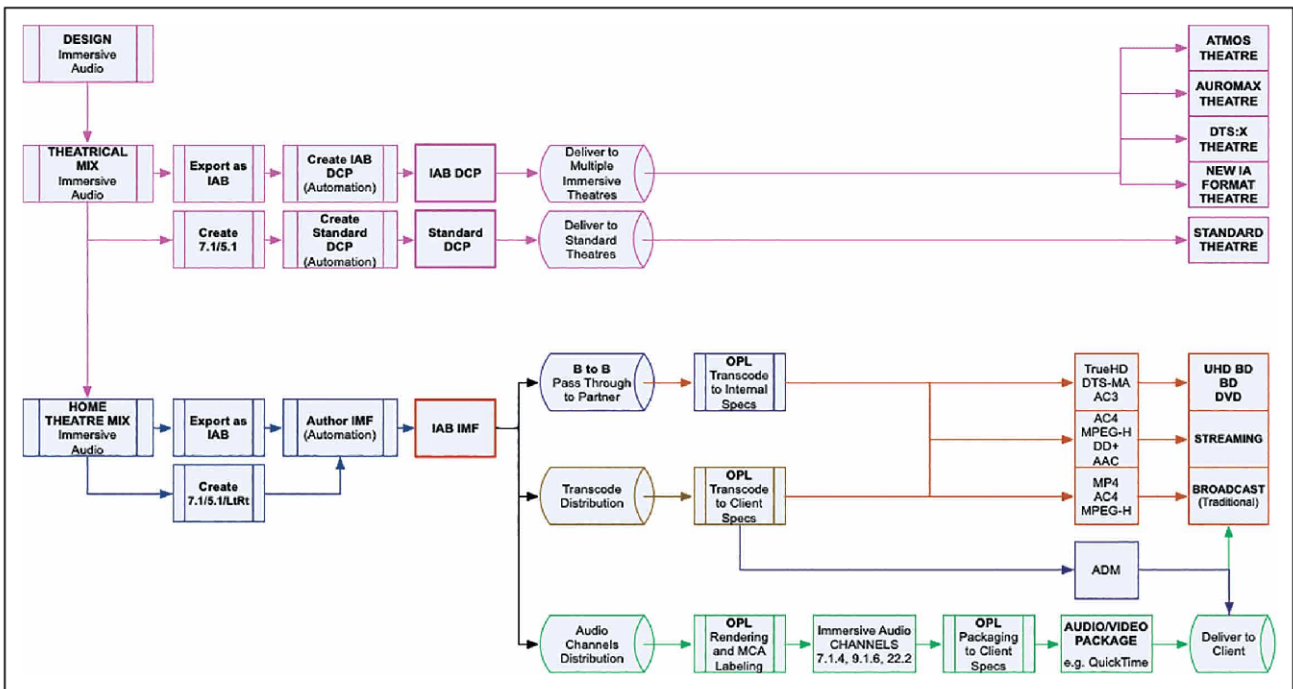 DESIGN
Immersive
Audio
ATMOS
THEATRE
AUROMAX
THEATRE
DTS:X
THEATRE
NEW IA
FORMAT
THEATRE
THEATRICAL
MIX
Immersive
Audio
Export as
IAB
Create IAB
DCP
(Automation)
IAB DCP
Deliver to
Multiple
Immersive
Theatres
Create
7.1/5.1
Create
Standard
DCP
(Automation)
Standard
DCP
Deliver to
Standard
Theatres
STANDARD
THEATRE
HOME
THEATRE MIX
Immersive
Audio
Export as
IAB
Author IMF
(Automation)
IAB IMF
Create
7.1/5.1/LtRt
B to B
Pass Through
to Partner
OPL
Transcode
to Internal
Specs
TrueHD
DTS-MA
AC3
UHD BD
BD
DVD
AC4
MPEG-H
DD+
AAC
STREAMING
Transcode
Distribution
OPL
Transcode
to Client
Specs
MP4
AC4
MPEG-H
BROADCAST
(Traditional)
ADM
Audio
Channels
Distribution
OPL
Rendering
and MCA
Labeling
Immersive Audio
CHANNELS
7.1.4, 9.1.6, 22.2
OPL
Packaging
to Client
Specs
AUDIO/VIDEO
PACKAGE
e.g. QuickTime
Deliver to
Client